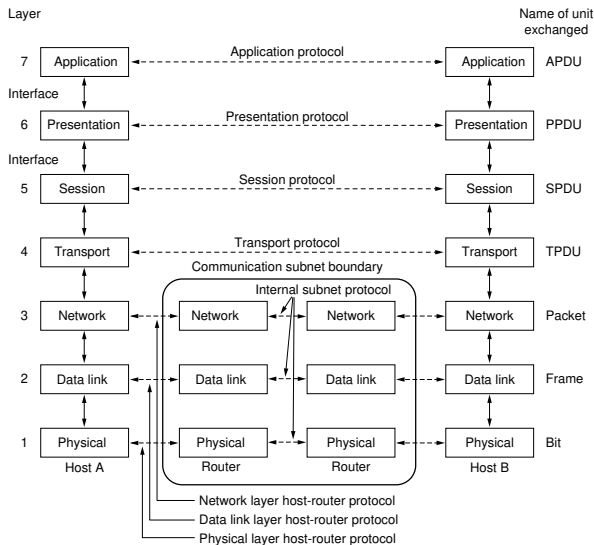 Layer
Name of unit
exchanged
Application protocol
7 Application Application APDU
Interface
Presentation protocol
6 Presentation Presentation PPDU
Interface
Session protocol
5 Session Session SPDU
Transport protocol
4 Transport Transport TPDU
Communication subnet boundary
Internal subnet protocol
3 Network Network Network Network Packet
2 Data link Data link Data link Data link Frame
1 Physical Physical Physical Physical Bit
Host A Router Router Host B
Network layer host-router protocol
Data link layer host-router protocol
Physical layer host-router protocol